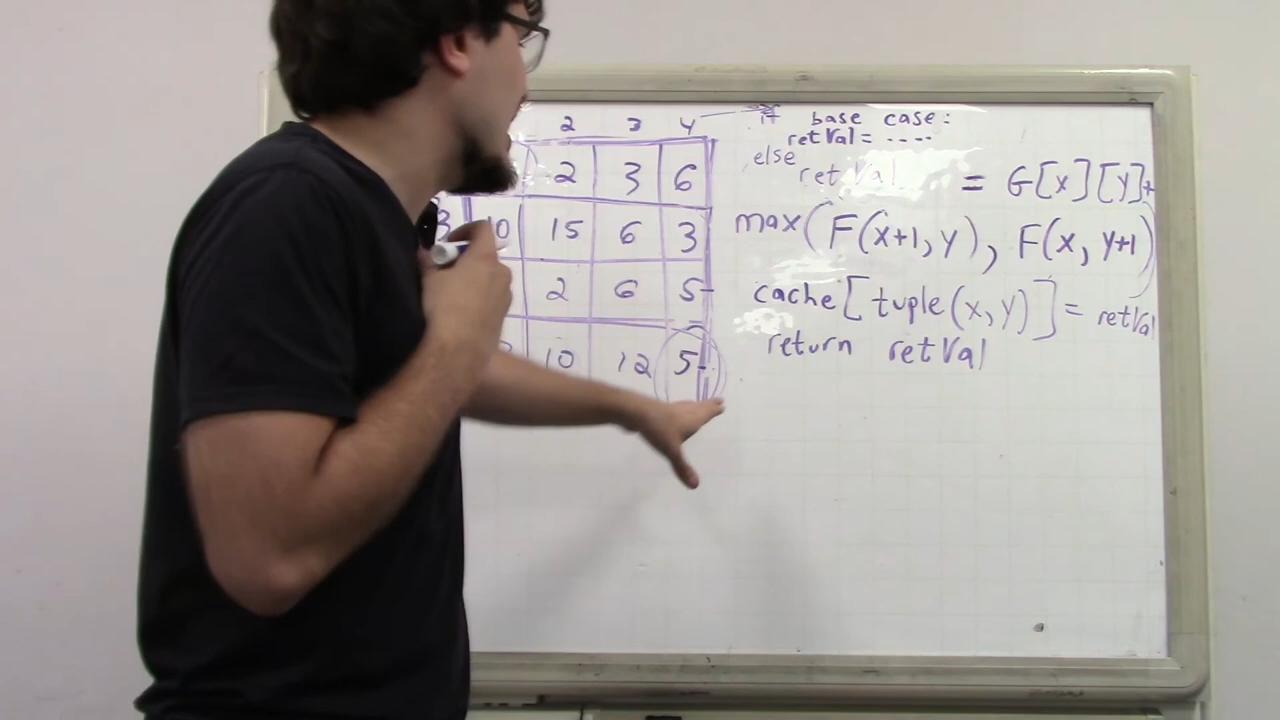 2 3 4
2 3 6
3 10 15 6 3
2 6 5
10 12 5
if base case:
retVal = ....
else
retVal = G[x][y]+
max(F(x+1, y), F(x, y+1))
cache[tuple(x, y)] = retVal
return retVal